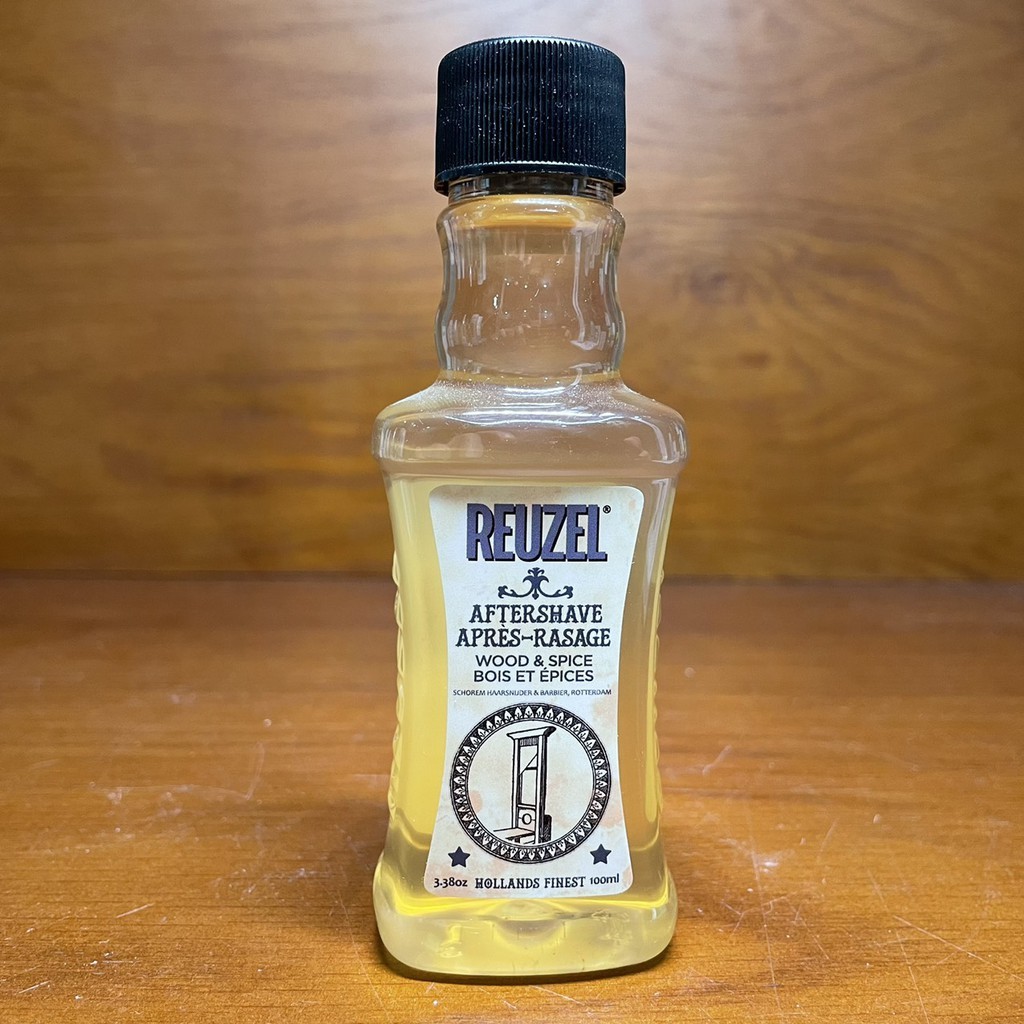 REUZEL®
AFTERSHAVE
APRÈS-RASAGE
WOOD & SPICE
BOIS ET ÉPICES
SCHOREM HAARSNIJDER & BARBIER, ROTTERDAM
3.38oz HOLLANDS FINEST 100ml